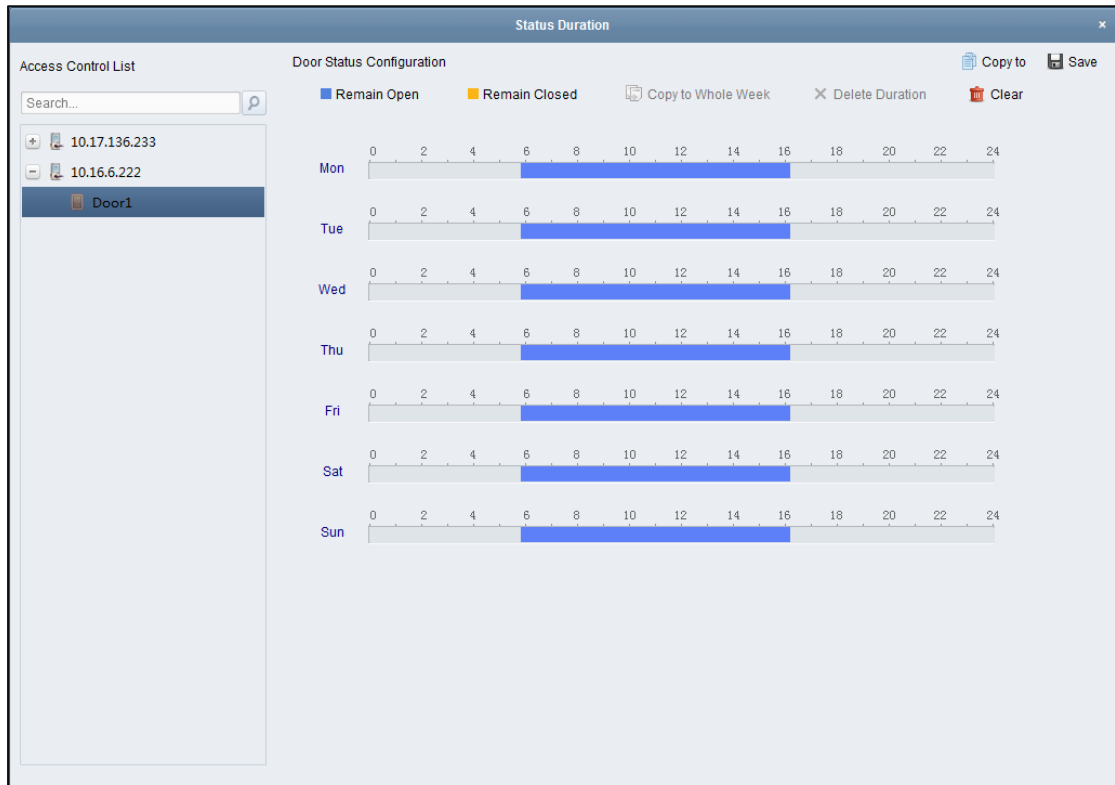 Status Duration ×
Access Control List
Search...
10.17.136.233
10.16.6.222
Door1
Door Status Configuration Copy to Save
Remain Open Remain Closed Copy to Whole Week Delete Duration Clear
0 2 4 6 8 10 12 14 16 18 20 22 24
Mon
0 2 4 6 8 10 12 14 16 18 20 22 24
Tue
0 2 4 6 8 10 12 14 16 18 20 22 24
Wed
0 2 4 6 8 10 12 14 16 18 20 22 24
Thu
0 2 4 6 8 10 12 14 16 18 20 22 24
Fri
0 2 4 6 8 10 12 14 16 18 20 22 24
Sat
0 2 4 6 8 10 12 14 16 18 20 22 24
Sun